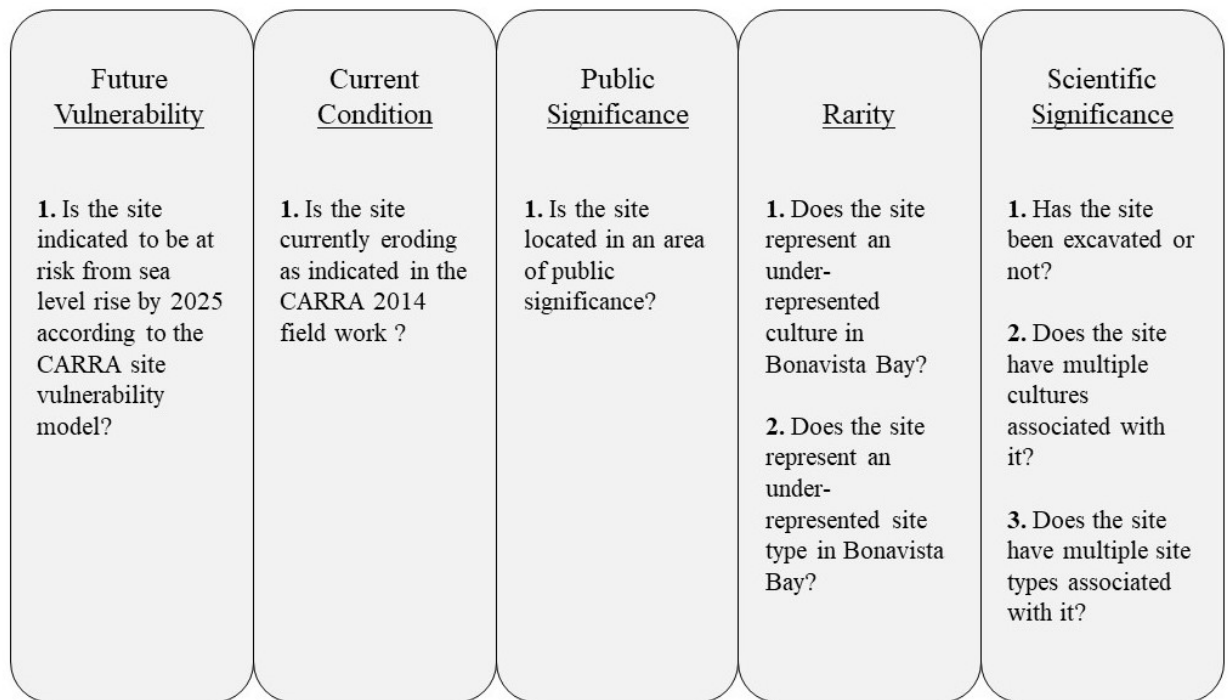 Future
Vulnerability
1. Is the site
indicated to be at
risk from sea
level rise by 2025
according to the
CARRA site
vulnerability
model?
Current
Condition
1. Is the site
currently eroding
as indicated in the
CARRA 2014
field work ?
Public
Significance
1. Is the site
located in an area
of public
significance?
Rarity
1. Does the site
represent an
under-
represented
culture in
Bonavista Bay?
2. Does the site
represent an
under-
represented site
type in Bonavista
Bay?
Scientific
Significance
1. Has the site
been excavated or
not?
2. Does the site
have multiple
cultures
associated with
it?
3. Does the site
have multiple site
types associated
with it?